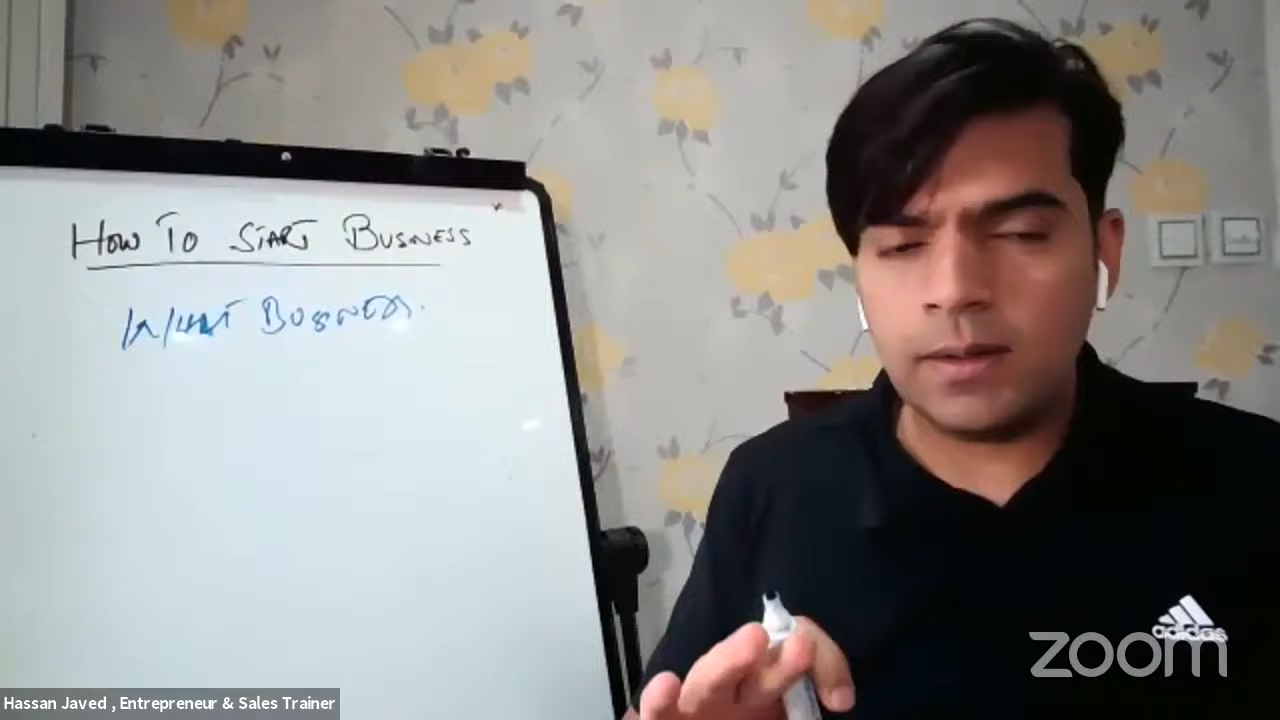 HOW TO START BUSINESS
WHAT BUSINESS.
adidas
zoom
Hassan Javed , Entrepreneur & Sales Trainer